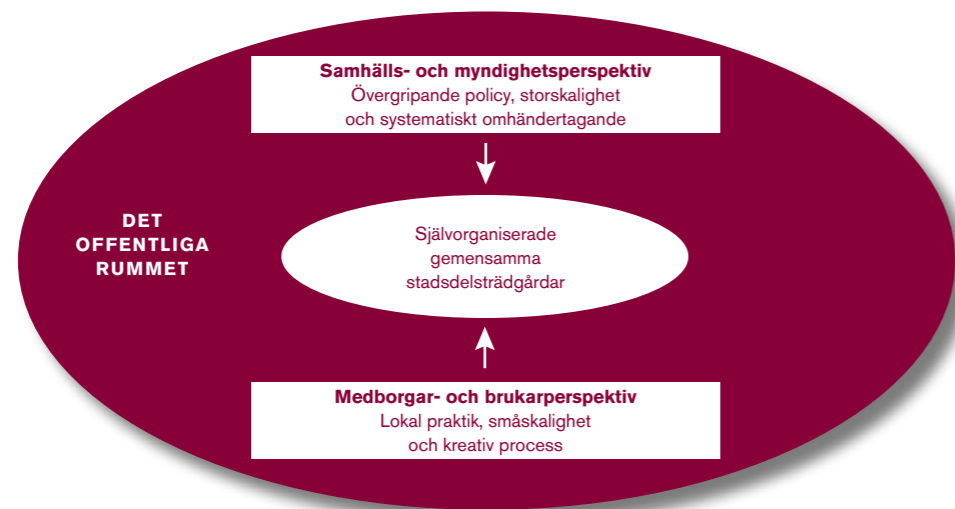 Samhälls- och myndighetsperspektiv
Övergripande policy, storskalighet
och systematiskt omhändertagande
DET
OFFENTLIGA
RUMMET
Självorganiserade
gemensamma
stadsdelsträdgårdar
Medborgar- och brukarperspektiv
Lokal praktik, småskalighet
och kreativ process